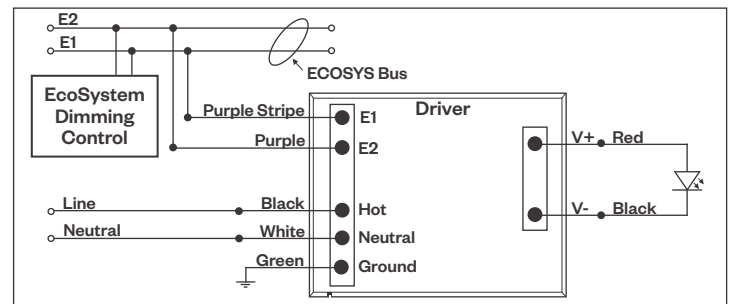 E2
E1
ECOSYS Bus
EcoSystem
Dimming
Control
Driver
Purple Stripe E1
Purple E2
V+ Red
Line Black Hot
V- Black
Neutral White Neutral
Green Ground